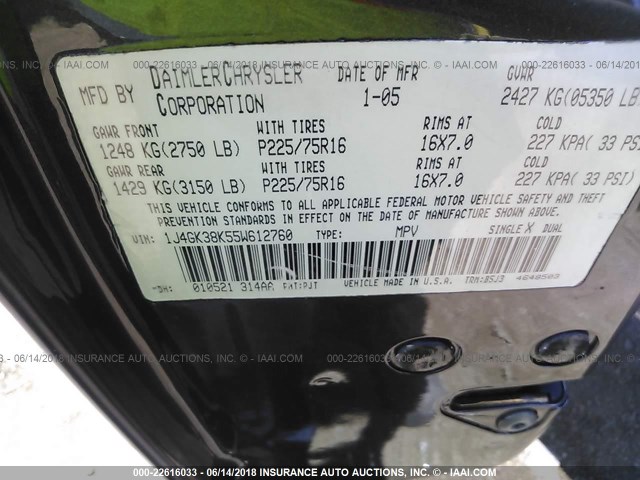 MFD BY DAIMLERCHRYSLER CORPORATION DATE OF MFR 1-05 GVWR 2427 KG(05350 LB
GAWR FRONT WITH TIRES RIMS AT COLD
1248 KG(2750 LB) P225/75R16 16X7.0 227 KPA( 33 PSI
GAWR REAR WITH TIRES RIMS AT COLD
1429 KG(3150 LB) P225/75R16 16X7.0 227 KPA( 33 PSI)
THIS VEHICLE CONFORMS TO ALL APPLICABLE FEDERAL MOTOR VEHICLE SAFETY AND THEFT
PREVENTION STANDARDS IN EFFECT ON THE DATE OF MANUFACTURE SHOWN ABOVE.
VIN: 1J4GK38K55W612760 TYPE: MPV SINGLE X DUAL
MDH: 010521 314AA PNT:PJT VEHICLE MADE IN U.S.A. TRM:B5J3 4648503
000-22616033 - 06/14/2018 INSURANCE AUTO AUCTIONS, INC. - IAAI.COM
000-22616033 - 06/14/2018 INSURANCE AUTO AUCTIONS, INC. - IAAI.COM
000-22616033 - 06/14/2018 INSURANCE AUTO AUCTIONS, INC. - IAAI.COM